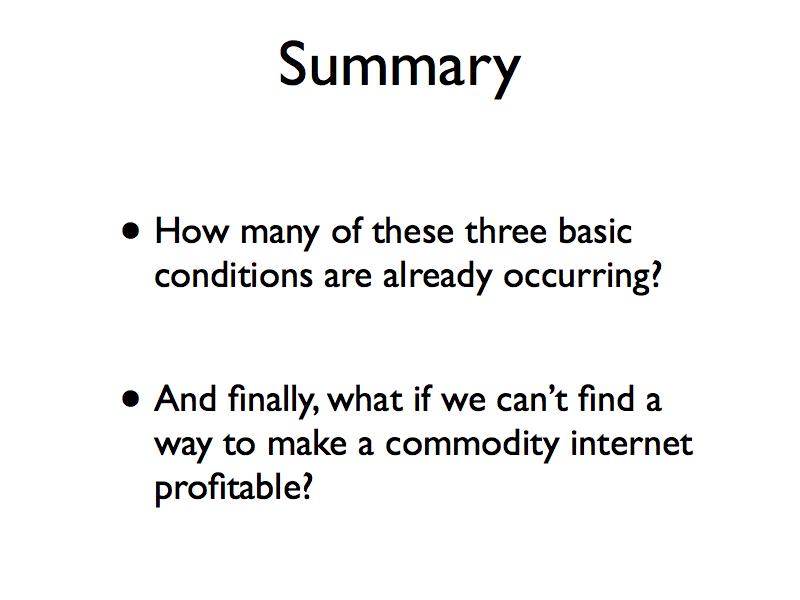 Summary
• How many of these three basic
conditions are already occurring?
• And finally, what if we can’t find a
way to make a commodity internet
profitable?